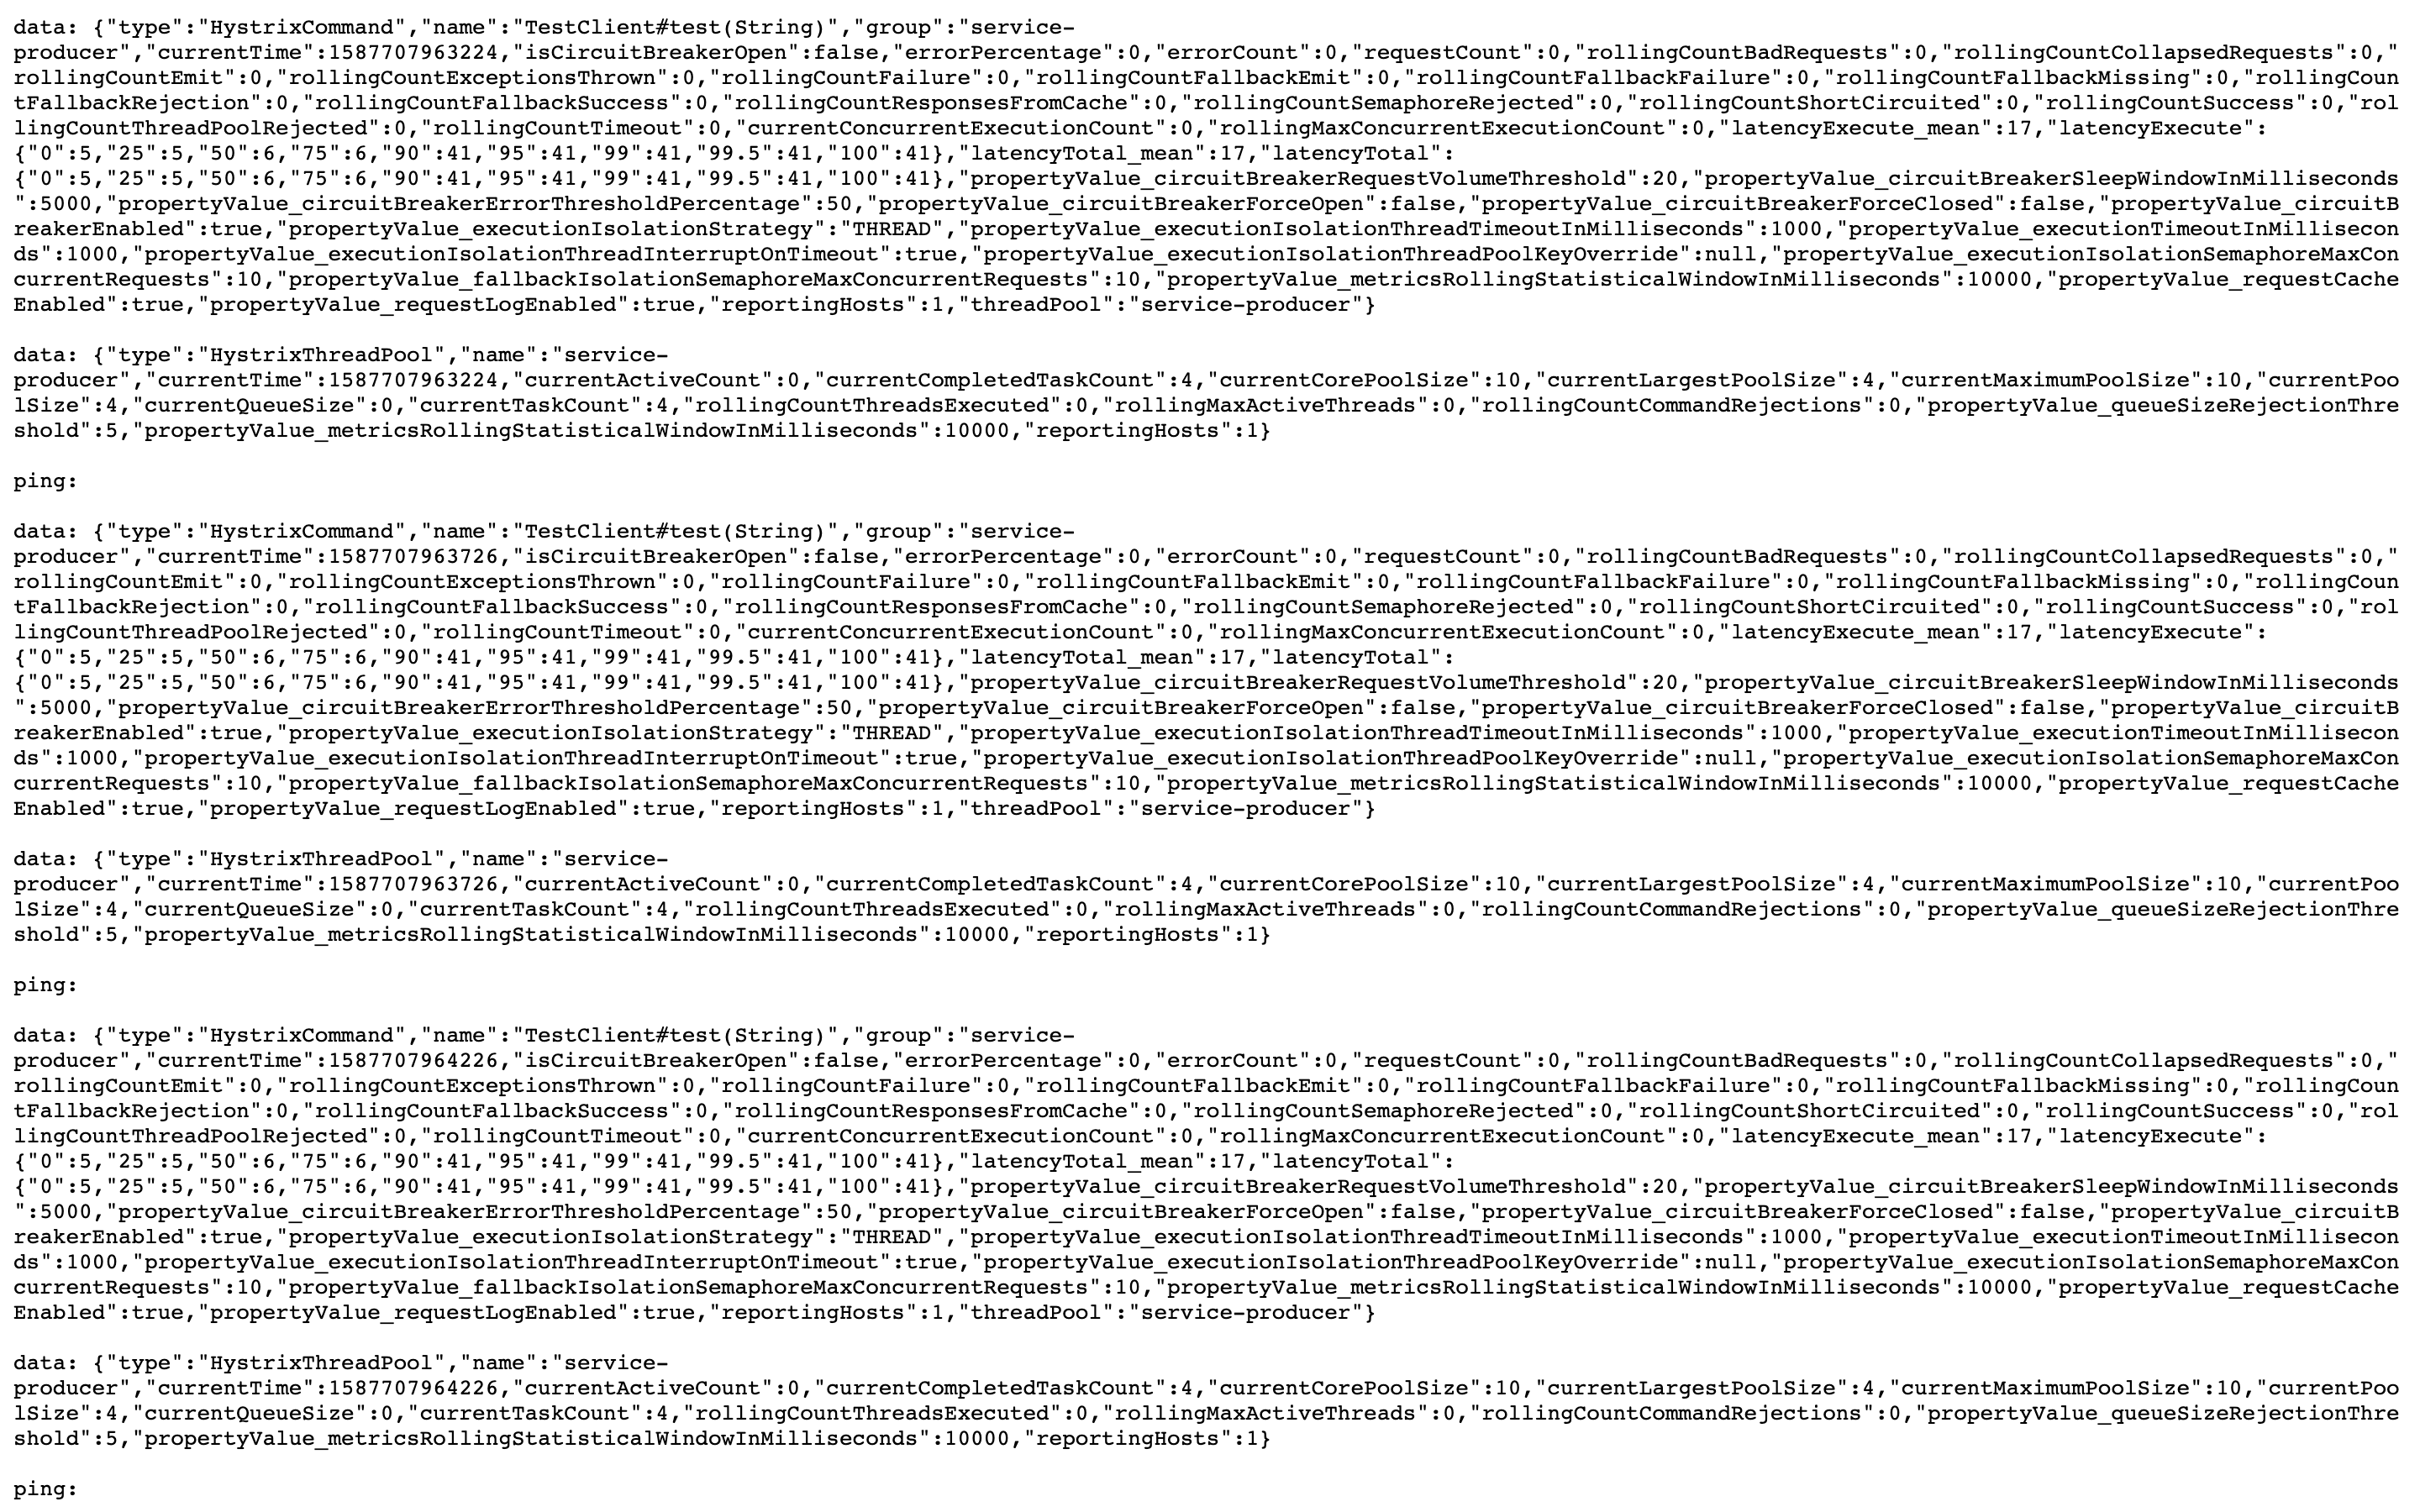 data: {"type":"HystrixCommand","name":"TestClient#test(String)","group":"service-
producer","currentTime":1587707963224,"isCircuitBreakerOpen":false,"errorPercentage":0,"errorCount":0,"requestCount":0,"rollingCountBadRequests":0,"rollingCountCollapsedRequests":0,"
rollingCountEmit":0,"rollingCountExceptionsThrown":0,"rollingCountFailure":0,"rollingCountFallbackEmit":0,"rollingCountFallbackFailure":0,"rollingCountFallbackMissing":0,"rollingCoun
tFallbackRejection":0,"rollingCountFallbackSuccess":0,"rollingCountResponsesFromCache":0,"rollingCountSemaphoreRejected":0,"rollingCountShortCircuited":0,"rollingCountSuccess":0,"rol
lingCountThreadPoolRejected":0,"rollingCountTimeout":0,"currentConcurrentExecutionCount":0,"rollingMaxConcurrentExecutionCount":0,"latencyExecute_mean":17,"latencyExecute":
{"0":5,"25":5,"50":6,"75":6,"90":41,"95":41,"99":41,"99.5":41,"100":41},"latencyTotal_mean":17,"latencyTotal":
{"0":5,"25":5,"50":6,"75":6,"90":41,"95":41,"99":41,"99.5":41,"100":41},"propertyValue_circuitBreakerRequestVolumeThreshold":20,"propertyValue_circuitBreakerSleepWindowInMilliseconds
":5000,"propertyValue_circuitBreakerErrorThresholdPercentage":50,"propertyValue_circuitBreakerForceOpen":false,"propertyValue_circuitBreakerForceClosed":false,"propertyValue_circuitB
reakerEnabled":true,"propertyValue_executionIsolationStrategy":"THREAD","propertyValue_executionIsolationThreadTimeoutInMilliseconds":1000,"propertyValue_executionTimeoutInMillisecon
ds":1000,"propertyValue_executionIsolationThreadInterruptOnTimeout":true,"propertyValue_executionIsolationThreadPoolKeyOverride":null,"propertyValue_executionIsolationSemaphoreMaxCon
currentRequests":10,"propertyValue_fallbackIsolationSemaphoreMaxConcurrentRequests":10,"propertyValue_metricsRollingStatisticalWindowInMilliseconds":10000,"propertyValue_requestCache
Enabled":true,"propertyValue_requestLogEnabled":true,"reportingHosts":1,"threadPool":"service-producer"}

data: {"type":"HystrixThreadPool","name":"service-
producer","currentTime":1587707963224,"currentActiveCount":0,"currentCompletedTaskCount":4,"currentCorePoolSize":10,"currentLargestPoolSize":4,"currentMaximumPoolSize":10,"currentPoo
lSize":4,"currentQueueSize":0,"currentTaskCount":4,"rollingCountThreadsExecuted":0,"rollingMaxActiveThreads":0,"rollingCountCommandRejections":0,"propertyValue_queueSizeRejectionThre
shold":5,"propertyValue_metricsRollingStatisticalWindowInMilliseconds":10000,"reportingHosts":1}

ping:

data: {"type":"HystrixCommand","name":"TestClient#test(String)","group":"service-
producer","currentTime":1587707963726,"isCircuitBreakerOpen":false,"errorPercentage":0,"errorCount":0,"requestCount":0,"rollingCountBadRequests":0,"rollingCountCollapsedRequests":0,"
rollingCountEmit":0,"rollingCountExceptionsThrown":0,"rollingCountFailure":0,"rollingCountFallbackEmit":0,"rollingCountFallbackFailure":0,"rollingCountFallbackMissing":0,"rollingCoun
tFallbackRejection":0,"rollingCountFallbackSuccess":0,"rollingCountResponsesFromCache":0,"rollingCountSemaphoreRejected":0,"rollingCountShortCircuited":0,"rollingCountSuccess":0,"rol
lingCountThreadPoolRejected":0,"rollingCountTimeout":0,"currentConcurrentExecutionCount":0,"rollingMaxConcurrentExecutionCount":0,"latencyExecute_mean":17,"latencyExecute":
{"0":5,"25":5,"50":6,"75":6,"90":41,"95":41,"99":41,"99.5":41,"100":41},"latencyTotal_mean":17,"latencyTotal":
{"0":5,"25":5,"50":6,"75":6,"90":41,"95":41,"99":41,"99.5":41,"100":41},"propertyValue_circuitBreakerRequestVolumeThreshold":20,"propertyValue_circuitBreakerSleepWindowInMilliseconds
":5000,"propertyValue_circuitBreakerErrorThresholdPercentage":50,"propertyValue_circuitBreakerForceOpen":false,"propertyValue_circuitBreakerForceClosed":false,"propertyValue_circuitB
reakerEnabled":true,"propertyValue_executionIsolationStrategy":"THREAD","propertyValue_executionIsolationThreadTimeoutInMilliseconds":1000,"propertyValue_executionTimeoutInMillisecon
ds":1000,"propertyValue_executionIsolationThreadInterruptOnTimeout":true,"propertyValue_executionIsolationThreadPoolKeyOverride":null,"propertyValue_executionIsolationSemaphoreMaxCon
currentRequests":10,"propertyValue_fallbackIsolationSemaphoreMaxConcurrentRequests":10,"propertyValue_metricsRollingStatisticalWindowInMilliseconds":10000,"propertyValue_requestCache
Enabled":true,"propertyValue_requestLogEnabled":true,"reportingHosts":1,"threadPool":"service-producer"}

data: {"type":"HystrixThreadPool","name":"service-
producer","currentTime":1587707963726,"currentActiveCount":0,"currentCompletedTaskCount":4,"currentCorePoolSize":10,"currentLargestPoolSize":4,"currentMaximumPoolSize":10,"currentPoo
lSize":4,"currentQueueSize":0,"currentTaskCount":4,"rollingCountThreadsExecuted":0,"rollingMaxActiveThreads":0,"rollingCountCommandRejections":0,"propertyValue_queueSizeRejectionThre
shold":5,"propertyValue_metricsRollingStatisticalWindowInMilliseconds":10000,"reportingHosts":1}

ping:

data: {"type":"HystrixCommand","name":"TestClient#test(String)","group":"service-
producer","currentTime":1587707964226,"isCircuitBreakerOpen":false,"errorPercentage":0,"errorCount":0,"requestCount":0,"rollingCountBadRequests":0,"rollingCountCollapsedRequests":0,"
rollingCountEmit":0,"rollingCountExceptionsThrown":0,"rollingCountFailure":0,"rollingCountFallbackEmit":0,"rollingCountFallbackFailure":0,"rollingCountFallbackMissing":0,"rollingCoun
tFallbackRejection":0,"rollingCountFallbackSuccess":0,"rollingCountResponsesFromCache":0,"rollingCountSemaphoreRejected":0,"rollingCountShortCircuited":0,"rollingCountSuccess":0,"rol
lingCountThreadPoolRejected":0,"rollingCountTimeout":0,"currentConcurrentExecutionCount":0,"rollingMaxConcurrentExecutionCount":0,"latencyExecute_mean":17,"latencyExecute":
{"0":5,"25":5,"50":6,"75":6,"90":41,"95":41,"99":41,"99.5":41,"100":41},"latencyTotal_mean":17,"latencyTotal":
{"0":5,"25":5,"50":6,"75":6,"90":41,"95":41,"99":41,"99.5":41,"100":41},"propertyValue_circuitBreakerRequestVolumeThreshold":20,"propertyValue_circuitBreakerSleepWindowInMilliseconds
":5000,"propertyValue_circuitBreakerErrorThresholdPercentage":50,"propertyValue_circuitBreakerForceOpen":false,"propertyValue_circuitBreakerForceClosed":false,"propertyValue_circuitB
reakerEnabled":true,"propertyValue_executionIsolationStrategy":"THREAD","propertyValue_executionIsolationThreadTimeoutInMilliseconds":1000,"propertyValue_executionTimeoutInMillisecon
ds":1000,"propertyValue_executionIsolationThreadInterruptOnTimeout":true,"propertyValue_executionIsolationThreadPoolKeyOverride":null,"propertyValue_executionIsolationSemaphoreMaxCon
currentRequests":10,"propertyValue_fallbackIsolationSemaphoreMaxConcurrentRequests":10,"propertyValue_metricsRollingStatisticalWindowInMilliseconds":10000,"propertyValue_requestCache
Enabled":true,"propertyValue_requestLogEnabled":true,"reportingHosts":1,"threadPool":"service-producer"}

data: {"type":"HystrixThreadPool","name":"service-
producer","currentTime":1587707964226,"currentActiveCount":0,"currentCompletedTaskCount":4,"currentCorePoolSize":10,"currentLargestPoolSize":4,"currentMaximumPoolSize":10,"currentPoo
lSize":4,"currentQueueSize":0,"currentTaskCount":4,"rollingCountThreadsExecuted":0,"rollingMaxActiveThreads":0,"rollingCountCommandRejections":0,"propertyValue_queueSizeRejectionThre
shold":5,"propertyValue_metricsRollingStatisticalWindowInMilliseconds":10000,"reportingHosts":1}

ping: